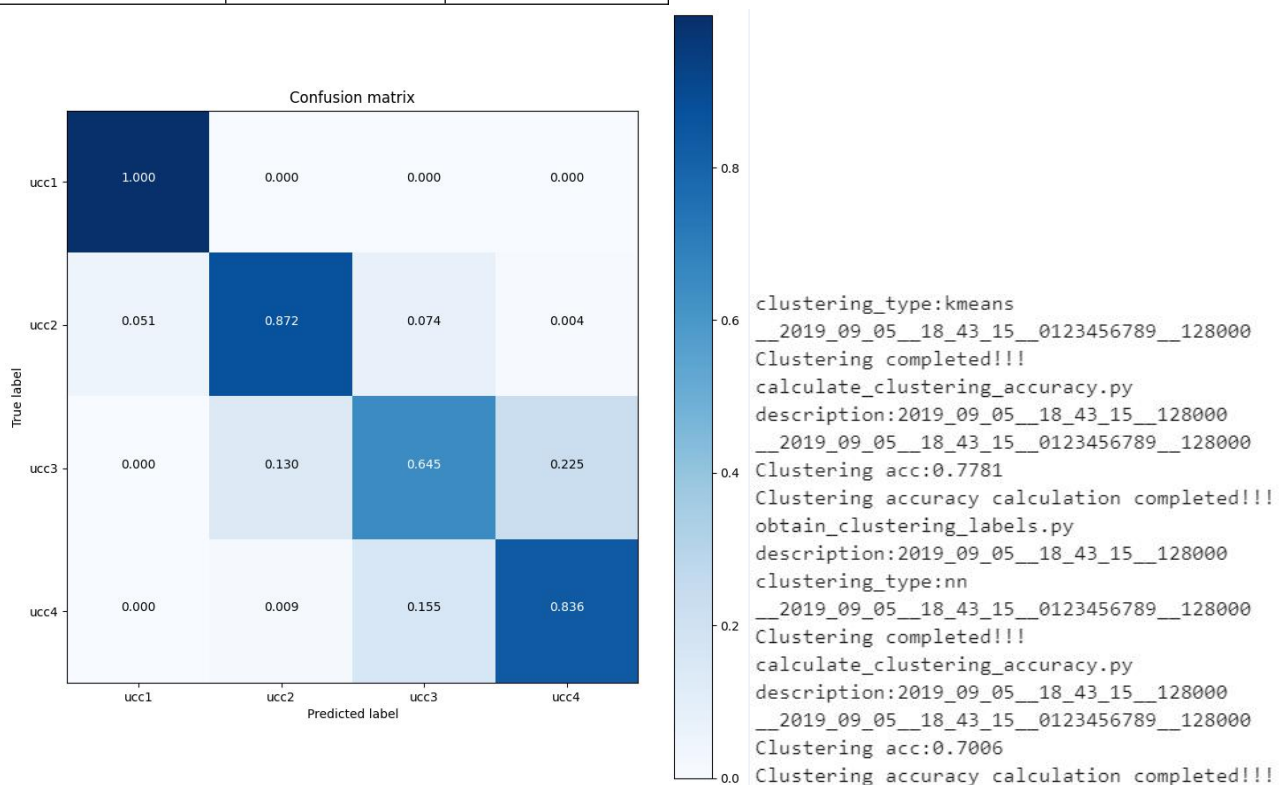 Confusion matrix
ucc1 1.000 0.000 0.000 0.000
ucc2 0.051 0.872 0.074 0.004
ucc3 0.000 0.130 0.645 0.225
ucc4 0.000 0.009 0.155 0.836
ucc1 ucc2 ucc3 ucc4
Predicted label
True label
0.8
0.6
0.4
0.2
0.0
clustering_type:kmeans
__2019_09_05__18_43_15__0123456789__128000
Clustering completed!!!
calculate_clustering_accuracy.py
description:2019_09_05__18_43_15__128000
__2019_09_05__18_43_15__0123456789__128000
Clustering acc:0.7781
Clustering accuracy calculation completed!!!
obtain_clustering_labels.py
description:2019_09_05__18_43_15__128000
clustering_type:nn
__2019_09_05__18_43_15__0123456789__128000
Clustering completed!!!
calculate_clustering_accuracy.py
description:2019_09_05__18_43_15__128000
__2019_09_05__18_43_15__0123456789__128000
Clustering acc:0.7006
Clustering accuracy calculation completed!!!